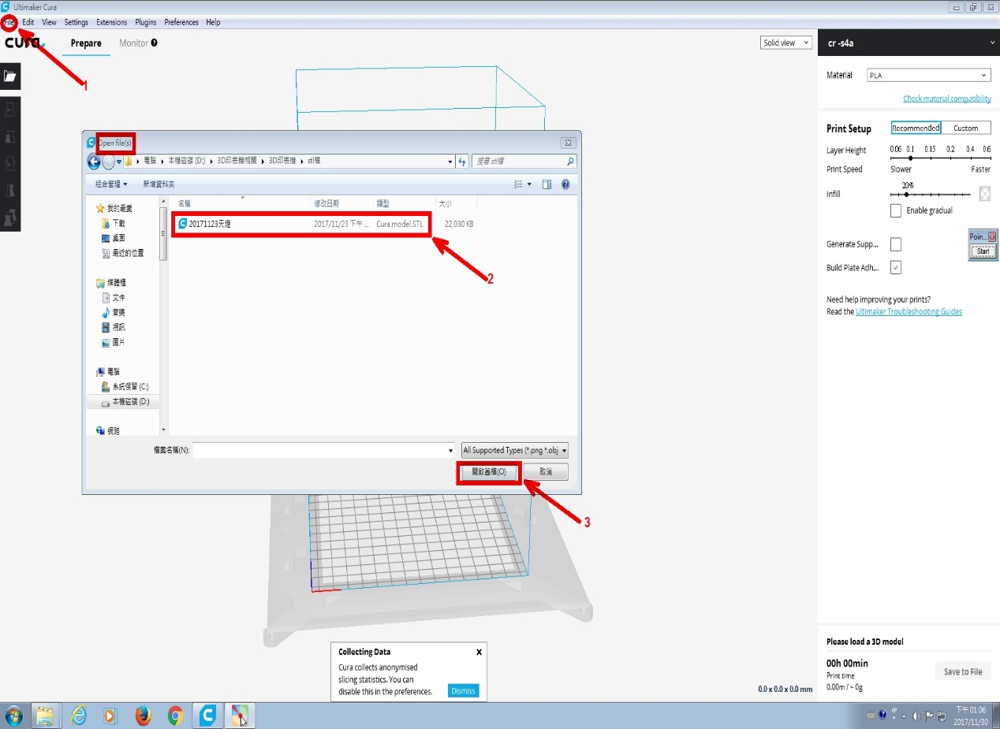 Ultimaker Cura
File Edit View Settings Extensions Plugins Preferences Help
cura.
Prepare Monitor
Solid view
cr -s4a
1
Material PLA
Check material compatibility
Print Setup Recommended Custom
Layer Height 0.06 0.1 0.15 0.2 0.4 0.6
Print Speed Slower Faster
Infill 20%
Enable gradual
Generate Supp...
Build Plate Adh...
Poin...
Start
Need help improving your prints?
Read the Ultimaker Troubleshooting Guides
Open file(s)
電腦 本機磁碟 (D:) 3D印表機相關 3D印表機 stl檔
搜尋 stl檔
組合管理 新增資料夾
名稱 修改日期 類型 大小
20171123天燈 2017/11/23 下午... Cura.model.STL 22,030 KB
2
我的最愛
下載
桌面
最近的位置
媒體櫃
文件
音樂
視訊
圖片
電腦
系統保留 (C:)
本機磁碟 (D:)
網路
檔案名稱(N):
All Supported Types (*.png *.obj
開啟舊檔(O) 取消
3
Collecting Data
Cura collects anonymised
slicing statistics. You can
disable this in the preferences.
Dismiss
0.0 x 0.0 x 0.0 mm
Please load a 3D model
00h 00min
Print time
0.00m / ~ 0g
Save to File
下午 01:06
2017/11/30